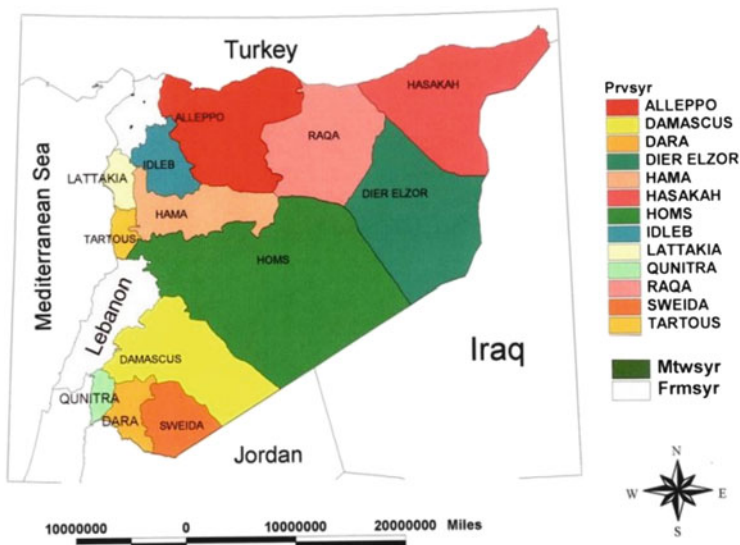 Turkey
HASAKAH
ALLEPPO
RAQA
IDLEB
LATTAKIA
DIER ELZOR
HAMA
TARTOUS
HOMS
Mediterranean Sea
Lebanon
Iraq
DAMASCUS
QUNITRA
DARA
SWEIDA
Jordan
Prvsyr
ALLEPPO
DAMASCUS
DARA
DIER ELZOR
HAMA
HASAKAH
HOMS
IDLEB
LATTAKIA
QUNITRA
RAQA
SWEIDA
TARTOUS
Mtwsyr
Frmsyr
N
W E
S
10000000 0 10000000 20000000 Miles